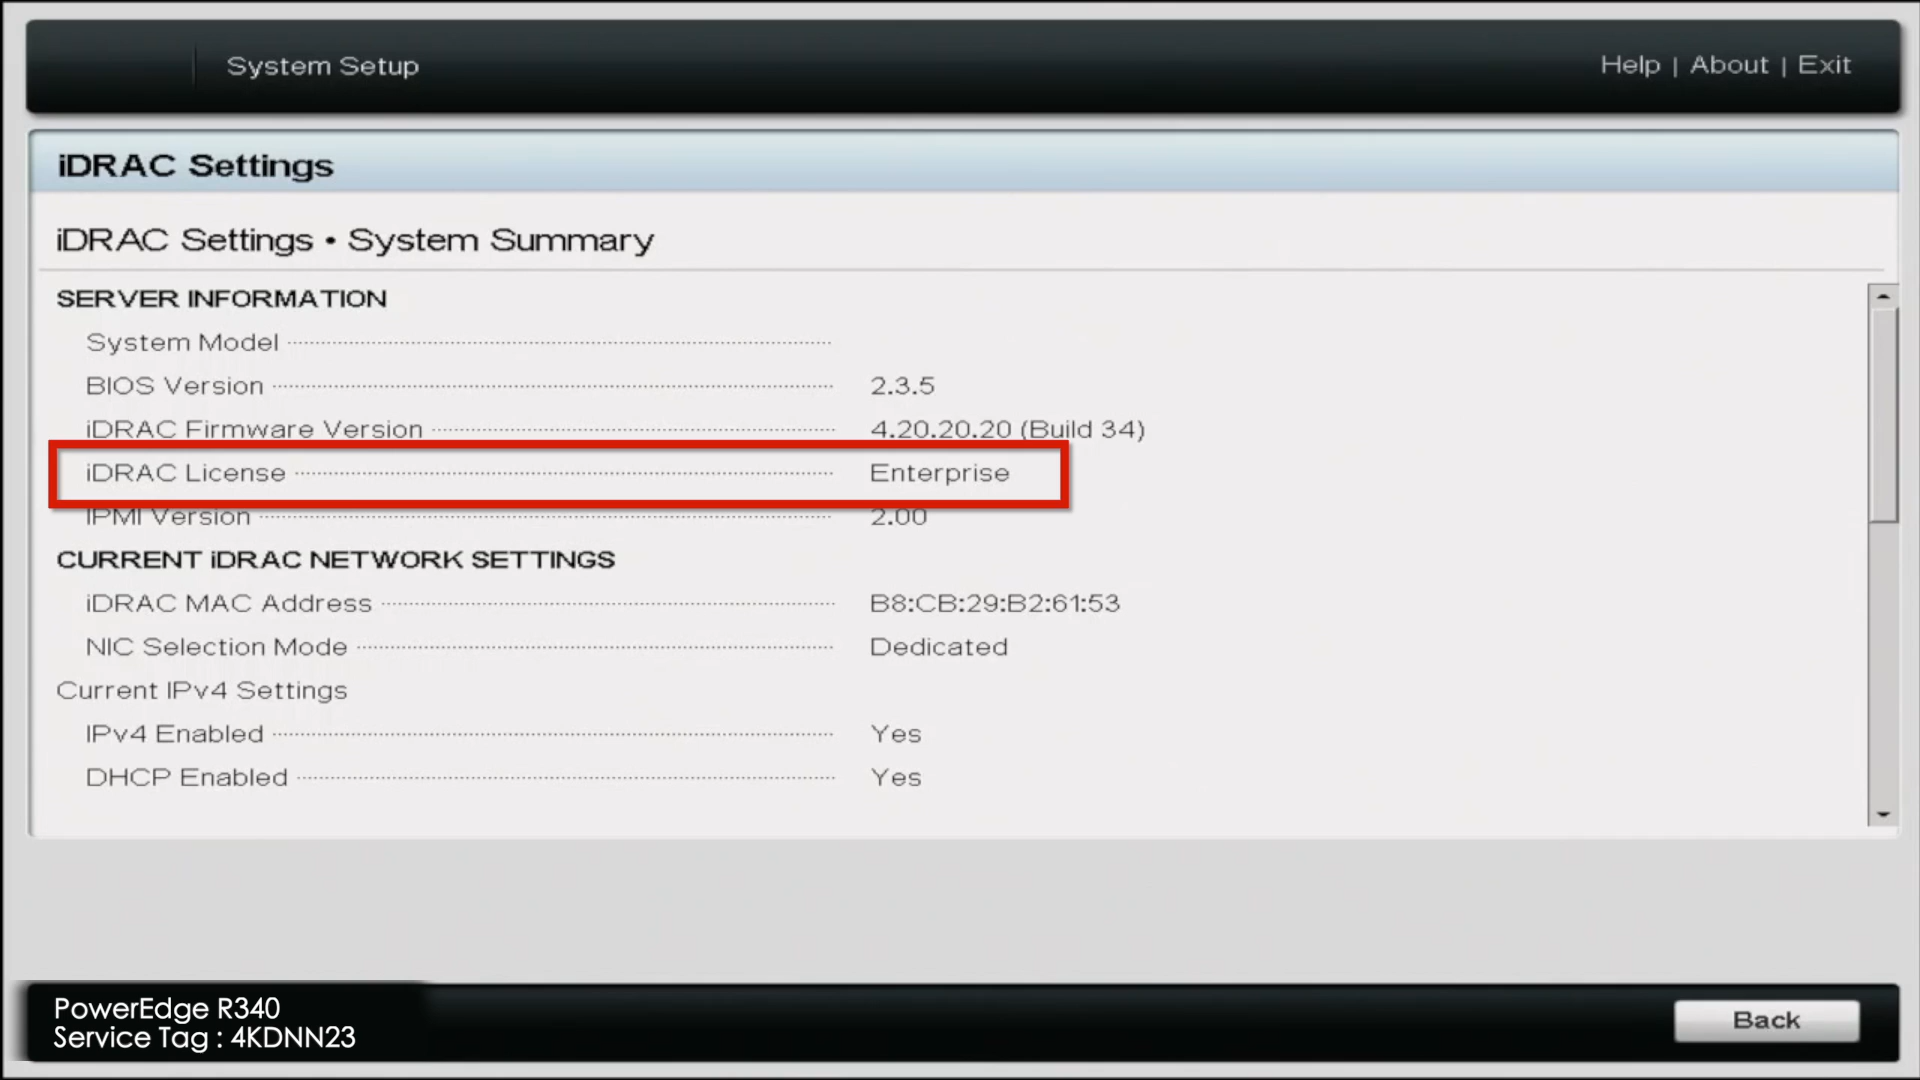 System Setup
Help | About | Exit
iDRAC Settings
iDRAC Settings • System Summary
SERVER INFORMATION
System Model
BIOS Version 2.3.5
iDRAC Firmware Version 4.20.20.20 (Build 34)
iDRAC License Enterprise
IPMI Version 2.00
CURRENT iDRAC NETWORK SETTINGS
iDRAC MAC Address B8:CB:29:B2:61:53
NIC Selection Mode Dedicated
Current IPv4 Settings
IPv4 Enabled Yes
DHCP Enabled Yes
PowerEdge R340
Service Tag : 4KDNN23
Back